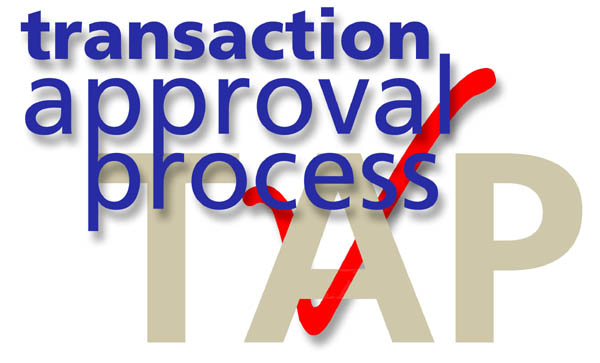 transaction
approval
process
TAP